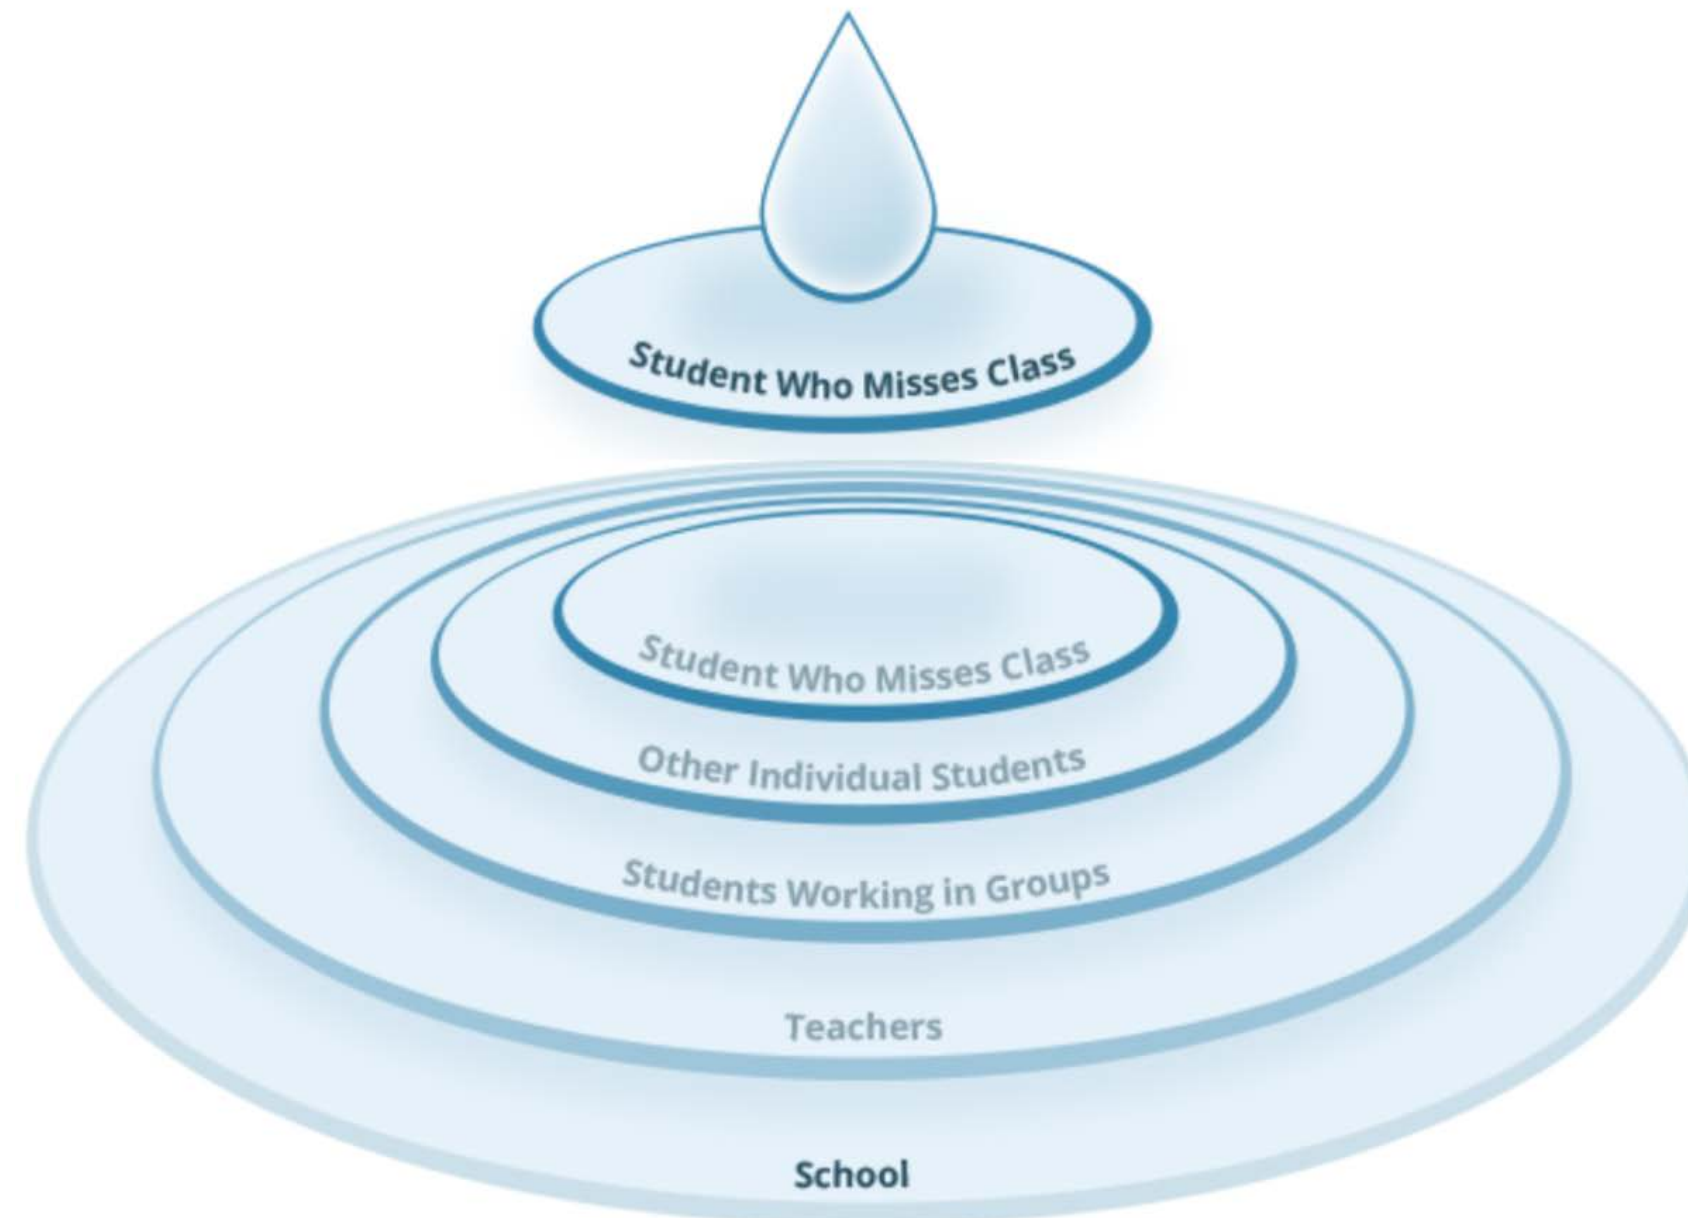 Student Who Misses Class
Student Who Misses Class
Other Individual Students
Students Working in Groups
Teachers
School